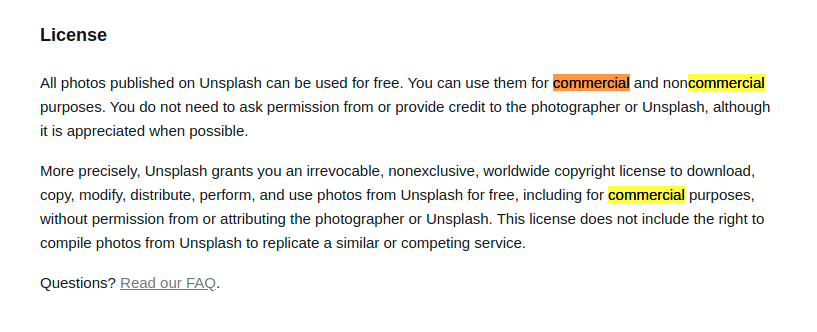 License
All photos published on Unsplash can be used for free. You can use them for commercial and noncommercial
purposes. You do not need to ask permission from or provide credit to the photographer or Unsplash, although
it is appreciated when possible.
More precisely, Unsplash grants you an irrevocable, nonexclusive, worldwide copyright license to download,
copy, modify, distribute, perform, and use photos from Unsplash for free, including for commercial purposes,
without permission from or attributing the photographer or Unsplash. This license does not include the right to
compile photos from Unsplash to replicate a similar or competing service.
Questions? Read our FAQ.